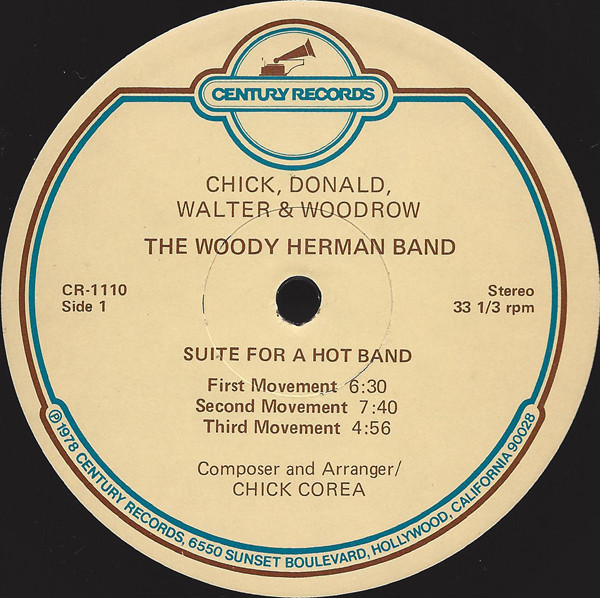 CENTURY RECORDS
CHICK, DONALD,
WALTER & WOODROW
THE WOODY HERMAN BAND
CR-1110
Side 1
Stereo
33 1/3 rpm
SUITE FOR A HOT BAND
First Movement 6:30
Second Movement 7:40
Third Movement 4:56
Composer and Arranger/
CHICK COREA
℗1978 CENTURY RECORDS, 6550 SUNSET BOULEVARD, HOLLYWOOD, CALIFORNIA 90028